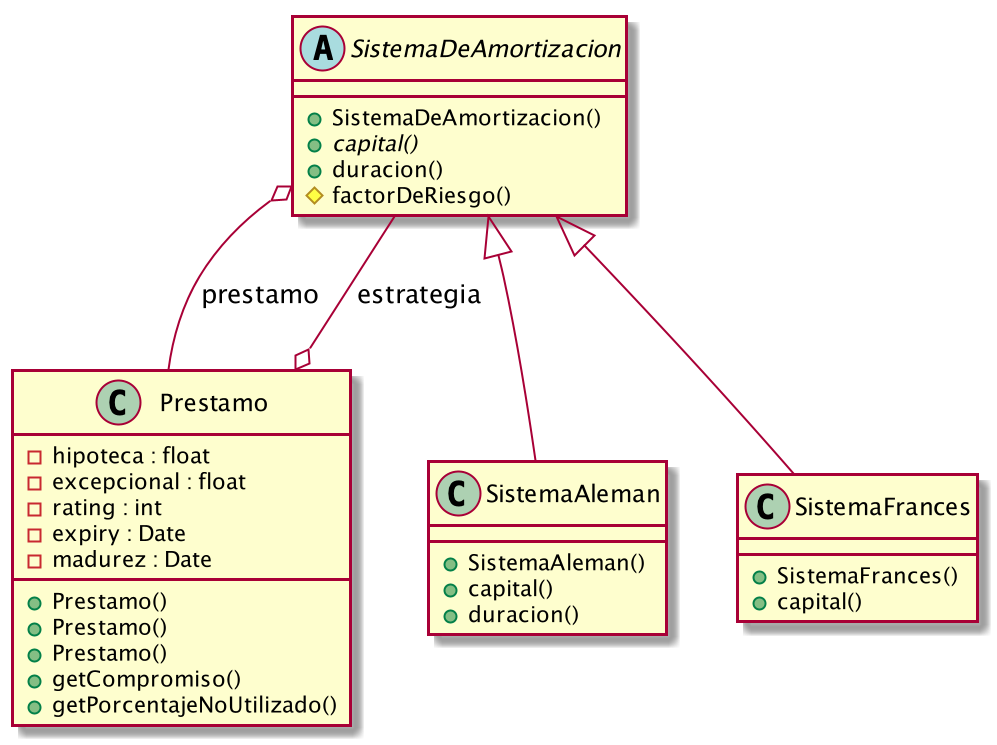 A SistemaDeAmortizacion
SistemaDeAmortizacion()
capital()
duracion()
factorDeRiesgo()
prestamo
estrategia
C Prestamo
hipoteca : float
excepcional : float
rating : int
expiry : Date
madurez : Date
Prestamo()
Prestamo()
Prestamo()
getCompromiso()
getPorcentajeNoUtilizado()
C SistemaAleman
SistemaAleman()
capital()
duracion()
C SistemaFrances
SistemaFrances()
capital()